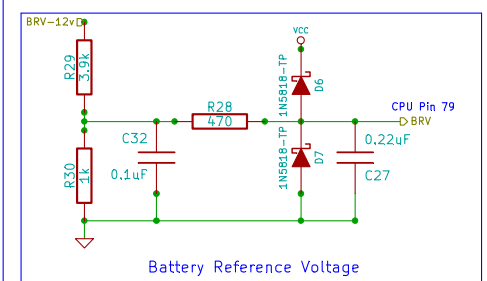 BRV-12v
VCC
R29
3.9k
1N5818-TP
D6
R28
470
CPU Pin 79
BRV
C32
0.1uF
R30
1k
1N5818-TP
D7
0.22uF
C27
Battery Reference Voltage